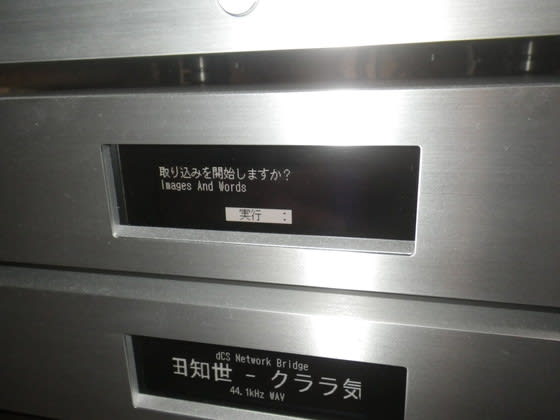 取り込みを開始しますか?
Images And Words
実行 :
dCS Network Bridge
田知世 - クララ気
44.1kHz WAV